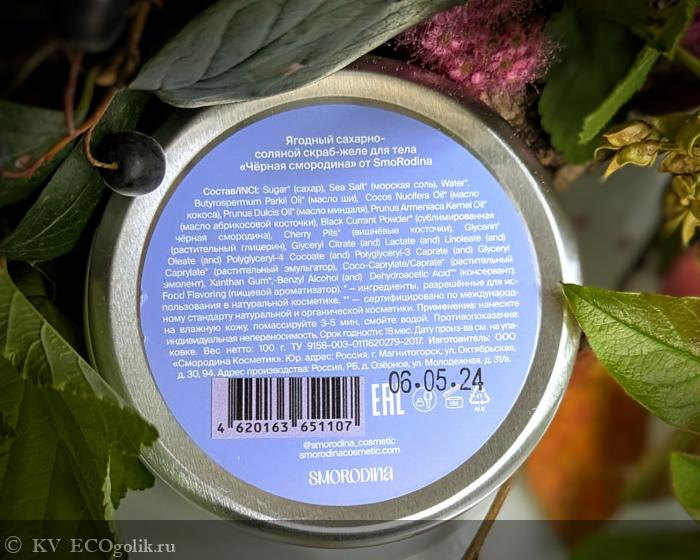 Ягодный сахарно-
соляной скраб-желе для тела
«Чёрная смородина» от SmoRodina
Состав/INCI: Sugar* (сахар), Sea Salt* (морская соль), Water*,
Butyrospermum Parkii Oil* (масло ши), Cocos Nucifera Oil* (масло
кокоса), Prunus Dulcis Oil* (масло миндаля), Prunus Armeniaca Kernel Oil*
(масло абрикосовой косточки), Black Currant Powder* (сублимированная
чёрная смородина), Cherry Pits* (вишнёвые косточки), Glycerin*
(растительный глицерин), Glyceryl Citrate (and) Lactate (and) Linoleate (and)
Oleate (and) Polyglyceryl-4 Cocoate (and) Polyglyceryl-3 Caprate (and) Glyceryl
Caprylate* (растительный эмульгатор), Coco-Caprylate/Caprate* (растительный
эмолент), Xanthan Gum*, Benzyl Alcohol (and) Dehydroacetic Acid** (консервант),
Food Flavoring (пищевой ароматизатор). * – ингредиенты, разрешённые для ис-
пользования в натуральной косметике, ** – сертифицировано по международ-
ному стандарту натуральной и органической косметики. Применение: нанесите
на влажную кожу, помассируйте 3-5 мин, смойте водой. Противопоказания:
индивидуальная непереносимость. Срок годности: 18 мес. Дату произ-ва см. на упа-
ковке. Вес нетто: 100 г. ТУ 9158-003-0111620279-2017. Изготовитель: ООО
«Смородина Косметик». Юр. адрес: Россия, г. Магнитогорск, ул. Октябрьская,
д. 30, 94. Адрес производства: Россия, РБ, д. Озёрное, ул. Молодежная, д. 31/а.
06.05.24
EAC
4 620163 651107
@smorodina_cosmetic
smorodinacosmetic.com
SMORODINA
© KV ECOgolik.ru